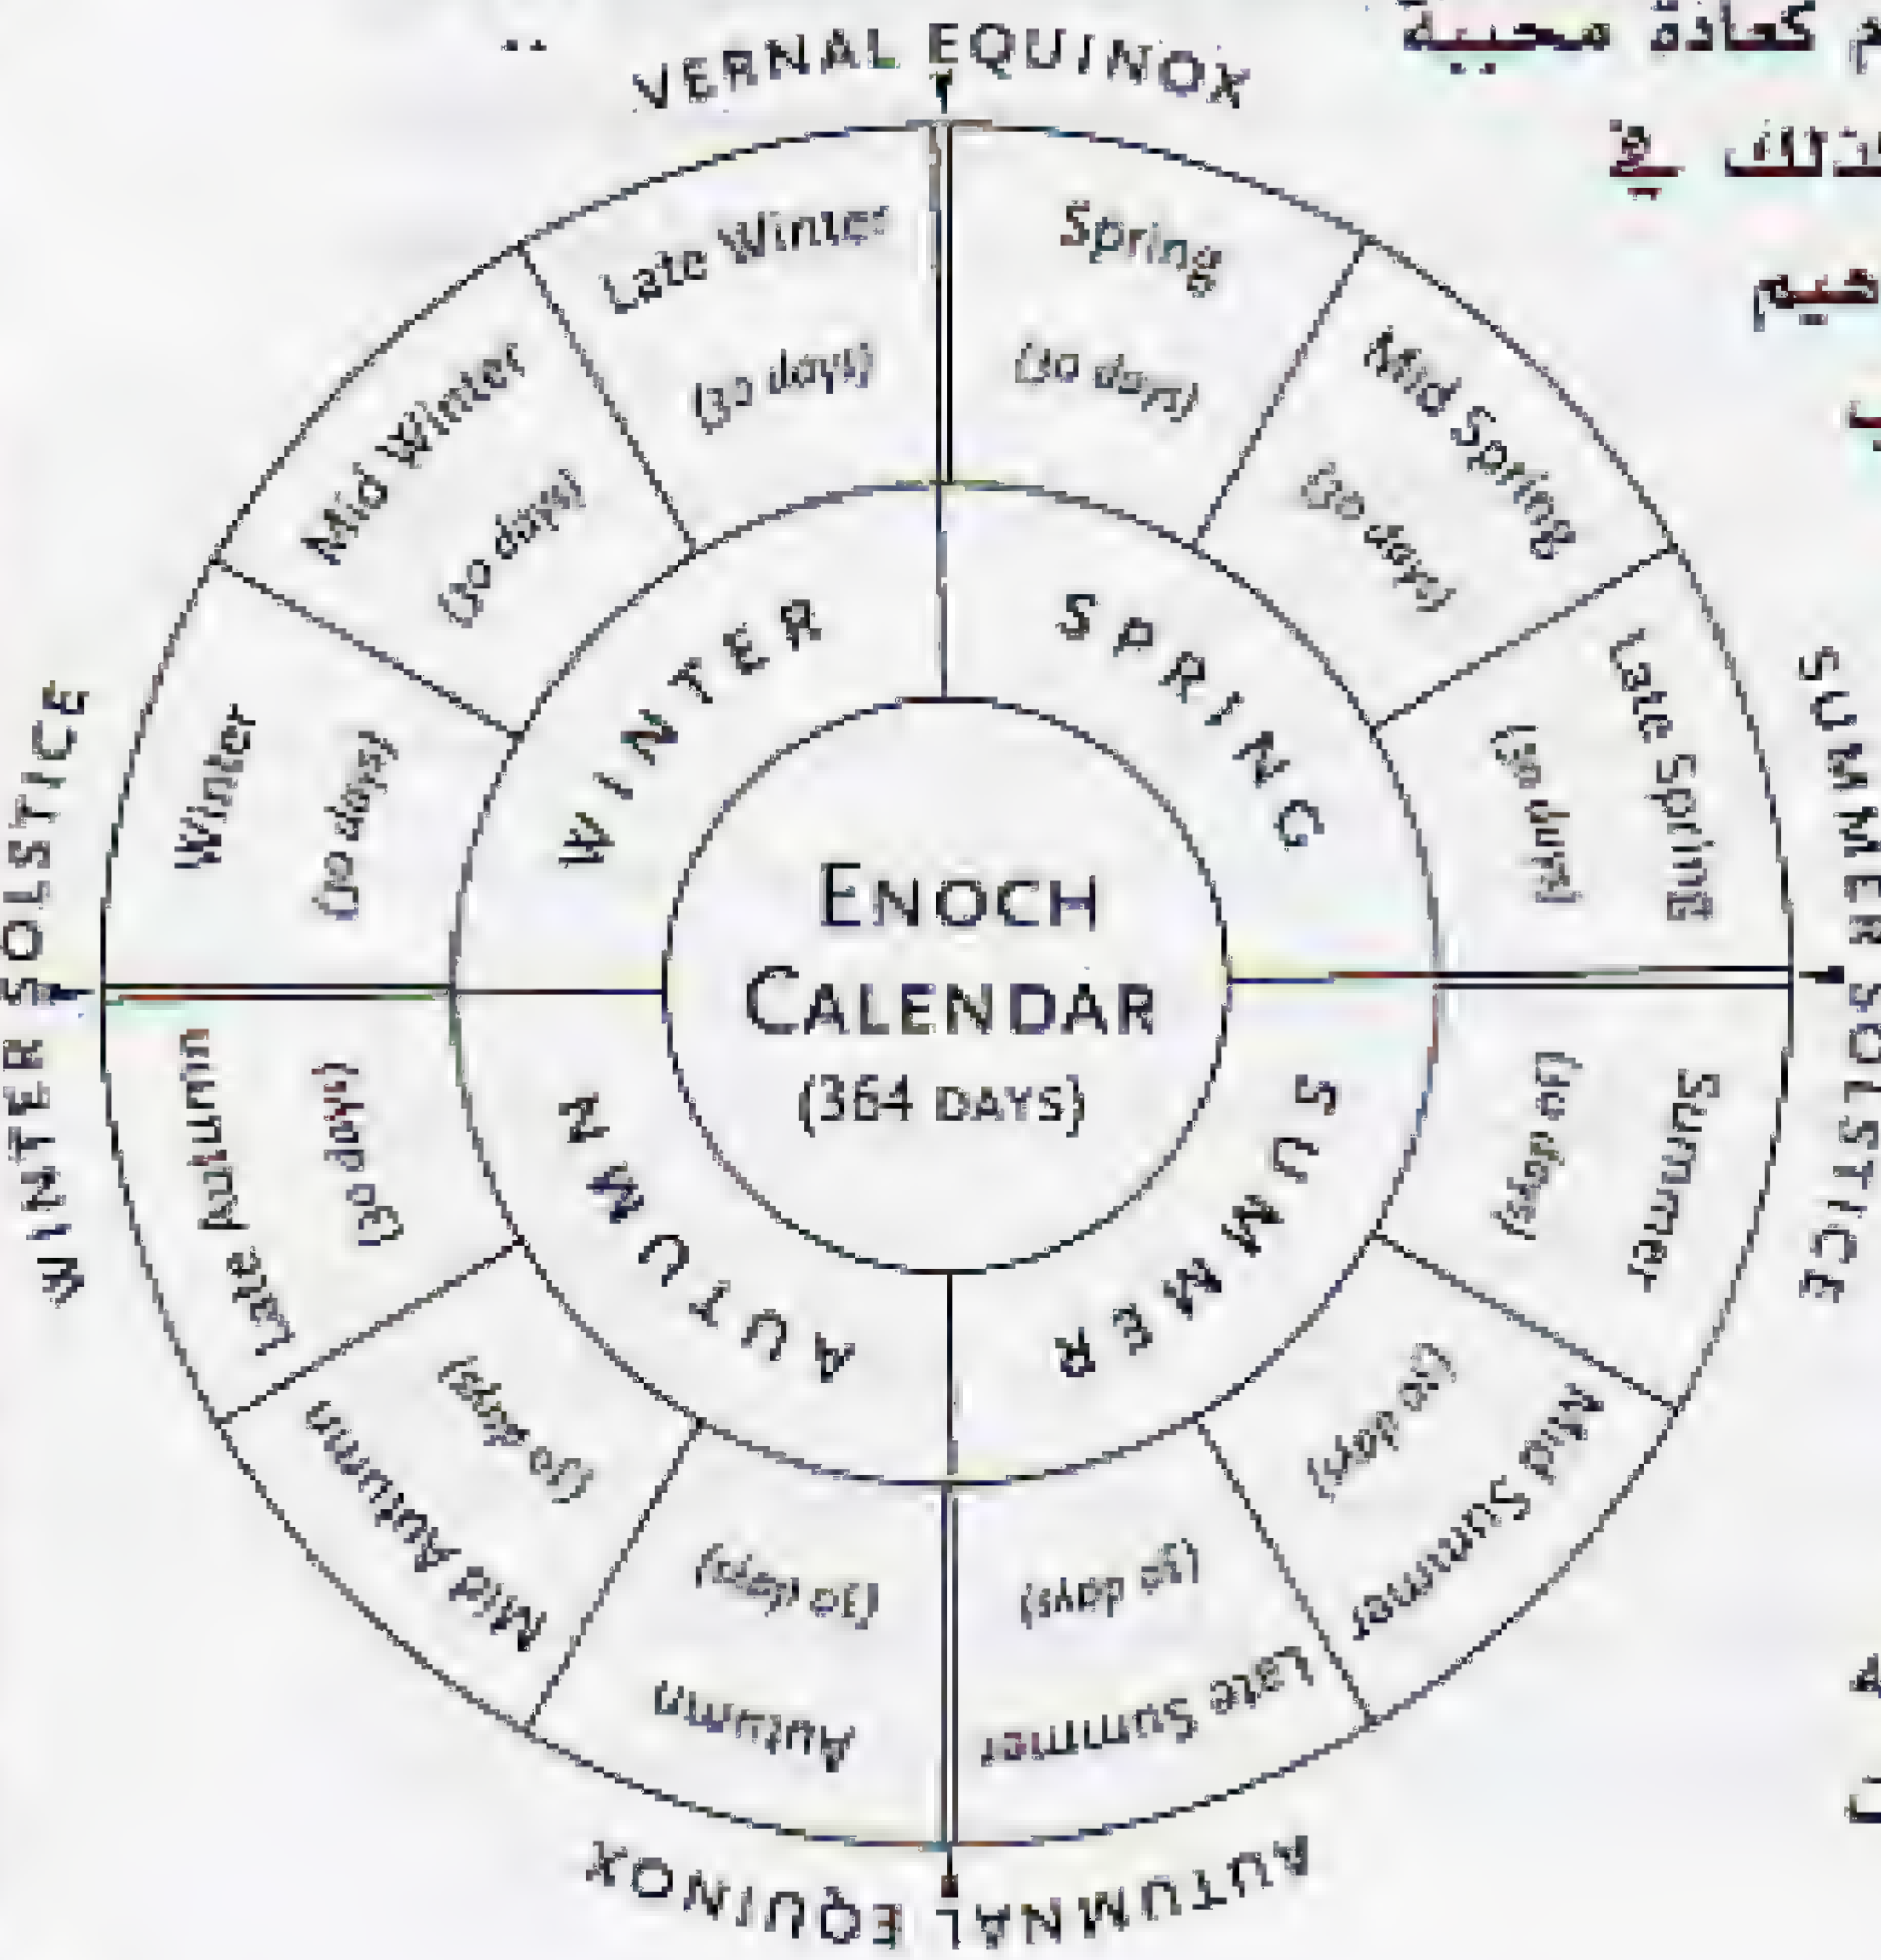 VERNAL EQUINOX
Spring
(30 days)
Mid Spring
(30 days)
Late Spring
(30 days)
SUMMER SOLSTICE
Summer
(30 days)
Mid Summer
(30 days)
Late Summer
(30 days)
AUTUMNAL EQUINOX
Autumn
(30 days)
Mid Autumn
(30 days)
Late Autumn
(30 days)
WINTER SOLSTICE
Winter
(30 days)
Mid Winter
(30 days)
Late Winter
(30 days)
SPRING
SUMMER
AUTUMN
WINTER
ENOCH
CALENDAR
(364 DAYS)
كعادة محببة
في